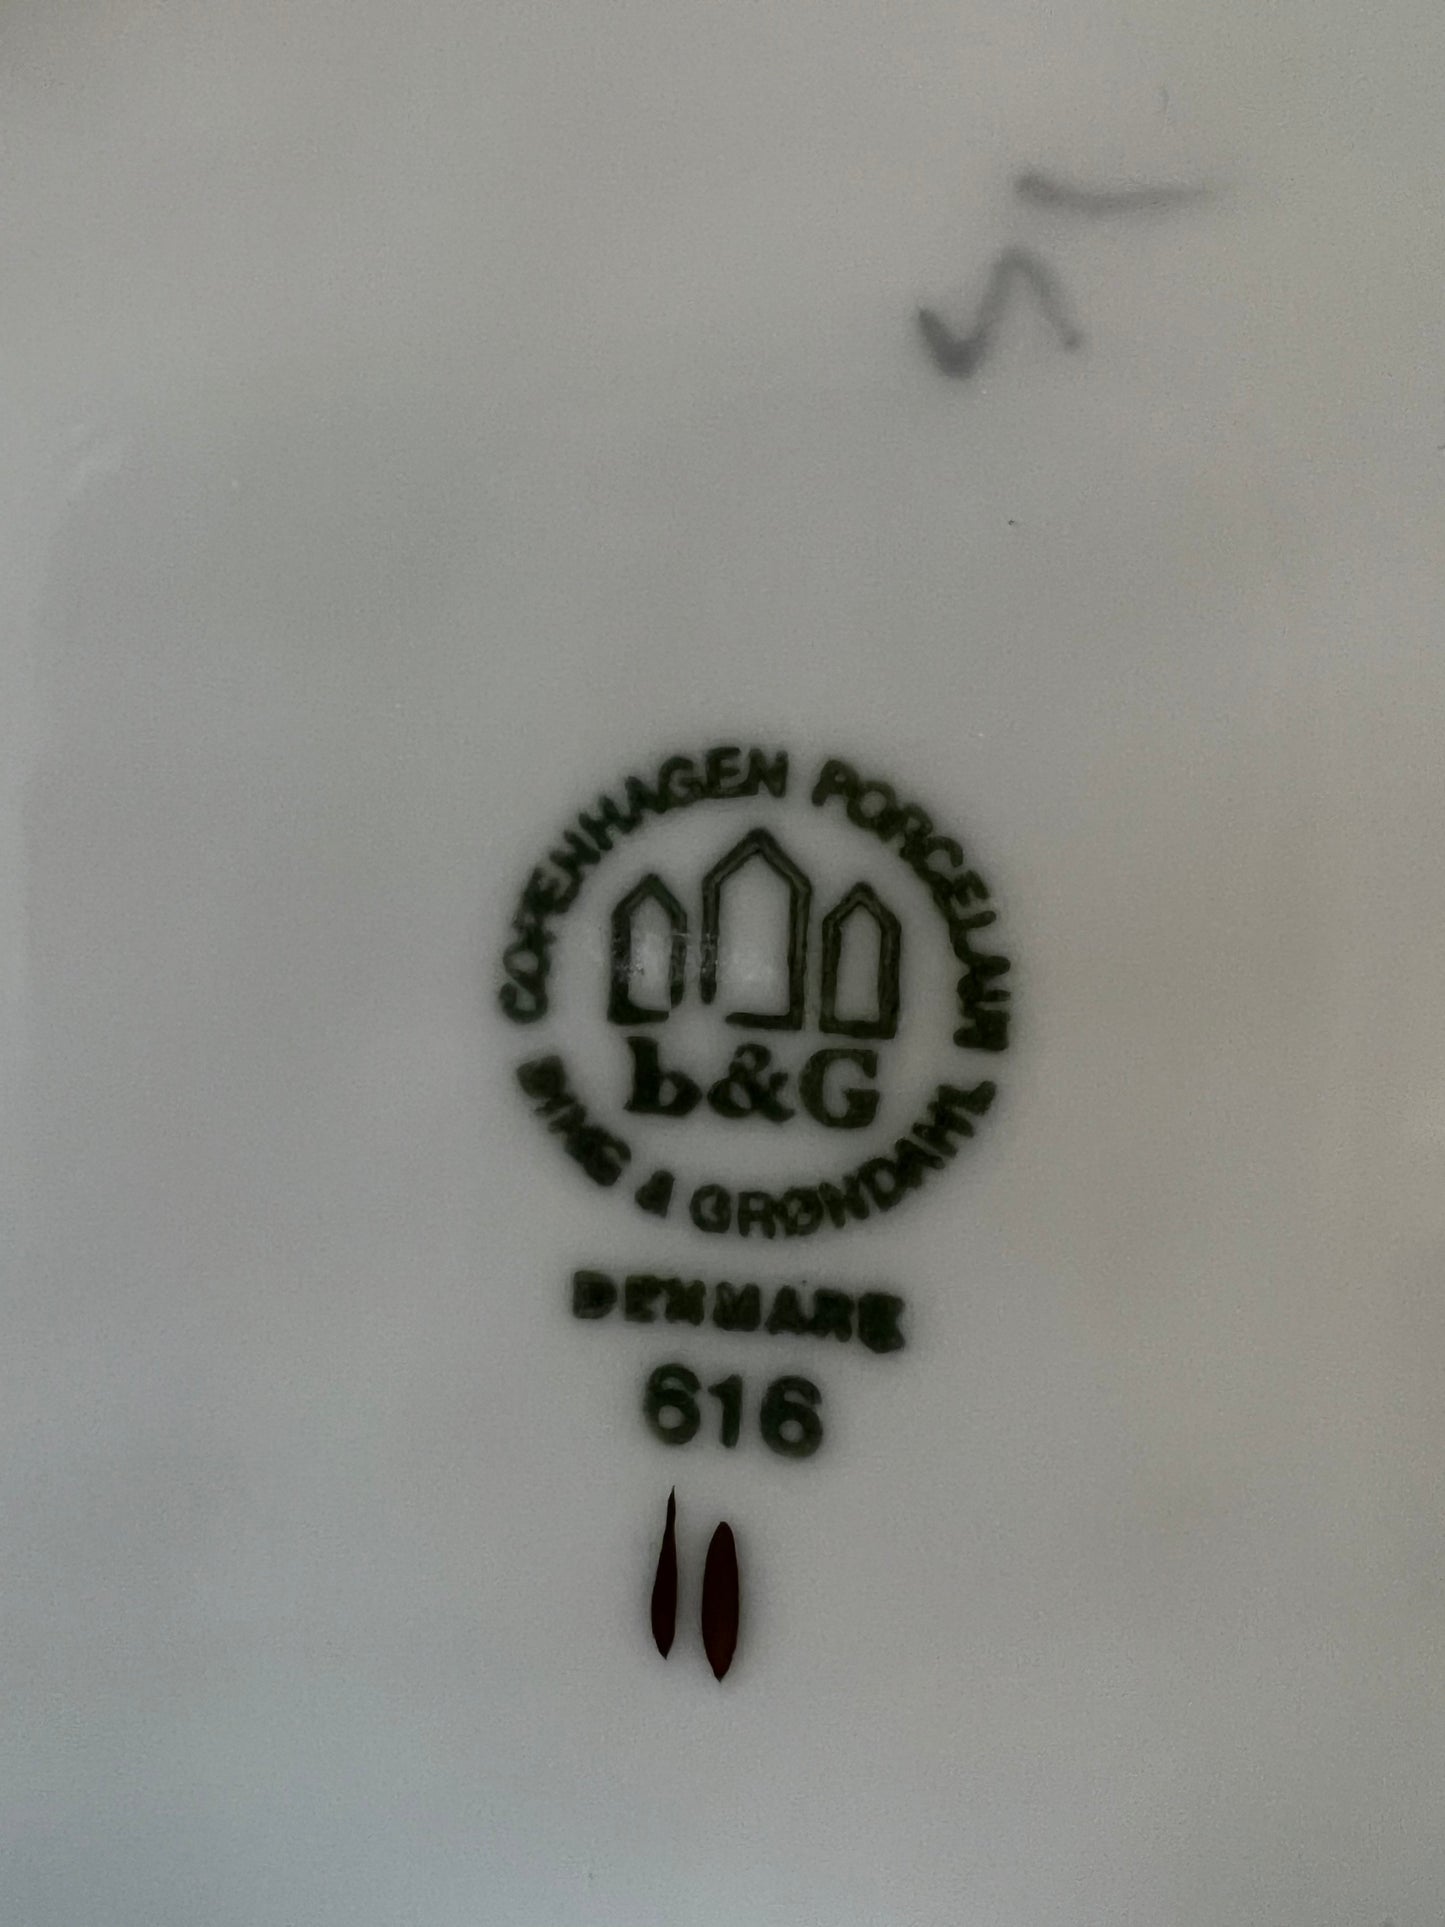 COPENHAGEN PORCELAIN
B&G
BING & GRØNDAHL
DENMARK
616